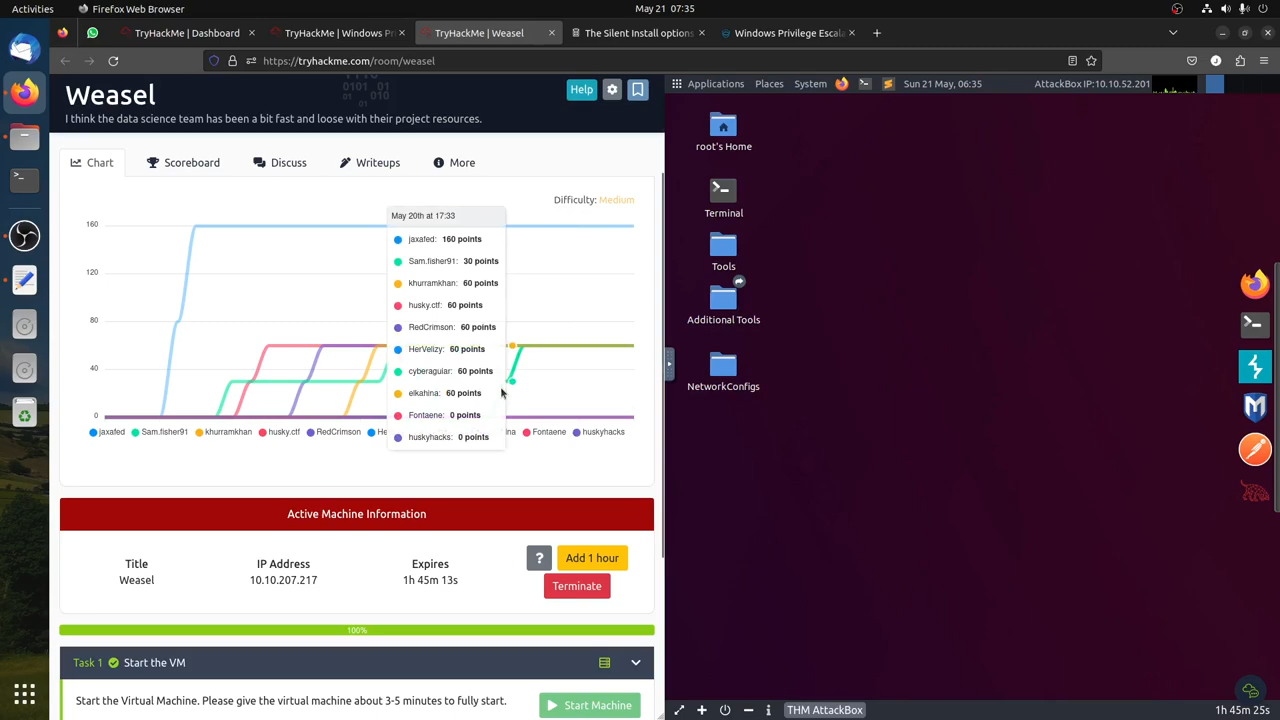 Activities
Firefox Web Browser
May 21 07:35
TryHackMe | Dashboard
TryHackMe | Windows Pri
TryHackMe | Weasel
The Silent Install options
Windows Privilege Escala
https://tryhackme.com/room/weasel
Weasel
Help
I think the data science team has been a bit fast and loose with their project resources.
Chart
Scoreboard
Discuss
Writeups
More
Difficulty: Medium
160
120
80
40
0
May 20th at 17:33
jaxafed: 160 points
Sam.fisher91: 30 points
khurramkhan: 60 points
husky.ctf: 60 points
RedCrimson: 60 points
HerVelizy: 60 points
cyberaguiar: 60 points
elkahina: 60 points
Fontaene: 0 points
huskyhacks: 0 points
jaxafed
Sam.fisher91
khurramkhan
husky.ctf
RedCrimson
He
na
Fontaene
huskyhacks
Active Machine Information
Title
Weasel
IP Address
10.10.207.217
Expires
1h 45m 13s
?
Add 1 hour
Terminate
100%
Task 1
Start the VM
Start the Virtual Machine. Please give the virtual machine about 3-5 minutes to fully start.
Start Machine
Applications
Places
System
Sun 21 May, 06:35
AttackBox IP:10.10.52.201
root's Home
Terminal
Tools
Additional Tools
NetworkConfigs
THM AttackBox
1h 45m 25s